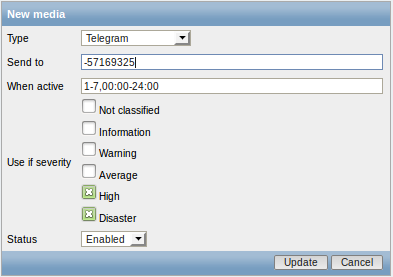 New media
Type Telegram
Send to -57169325
When active 1-7,00:00-24:00
Not classified
Information
Warning
Use if severity
Average
High
Disaster
Status Enabled
Update Cancel